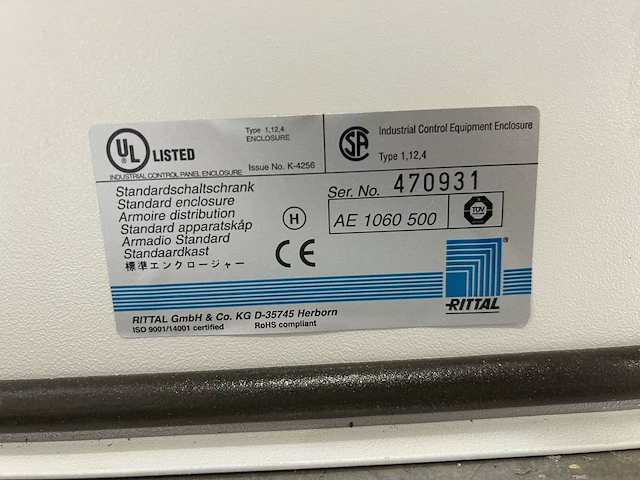 UL LISTED
INDUSTRIAL CONTROL PANEL ENCLOSURE
Type 1,12,4
ENCLOSURE
Issue No. K-4256
SA Industrial Control Equipment Enclosure
Type 1,12,4
Standardschaltschrank
Standard enclosure
Armoire distribution
Standard apparatskåp
Armadio Standard
Standaardkast
標準エンクロージャー
H
CE
Ser. No. 470931
AE 1060 500
TÜV
RITTAL
®
RITTAL GmbH & Co. KG D-35745 Herborn
ISO 9001/14001 certified RoHS compliant